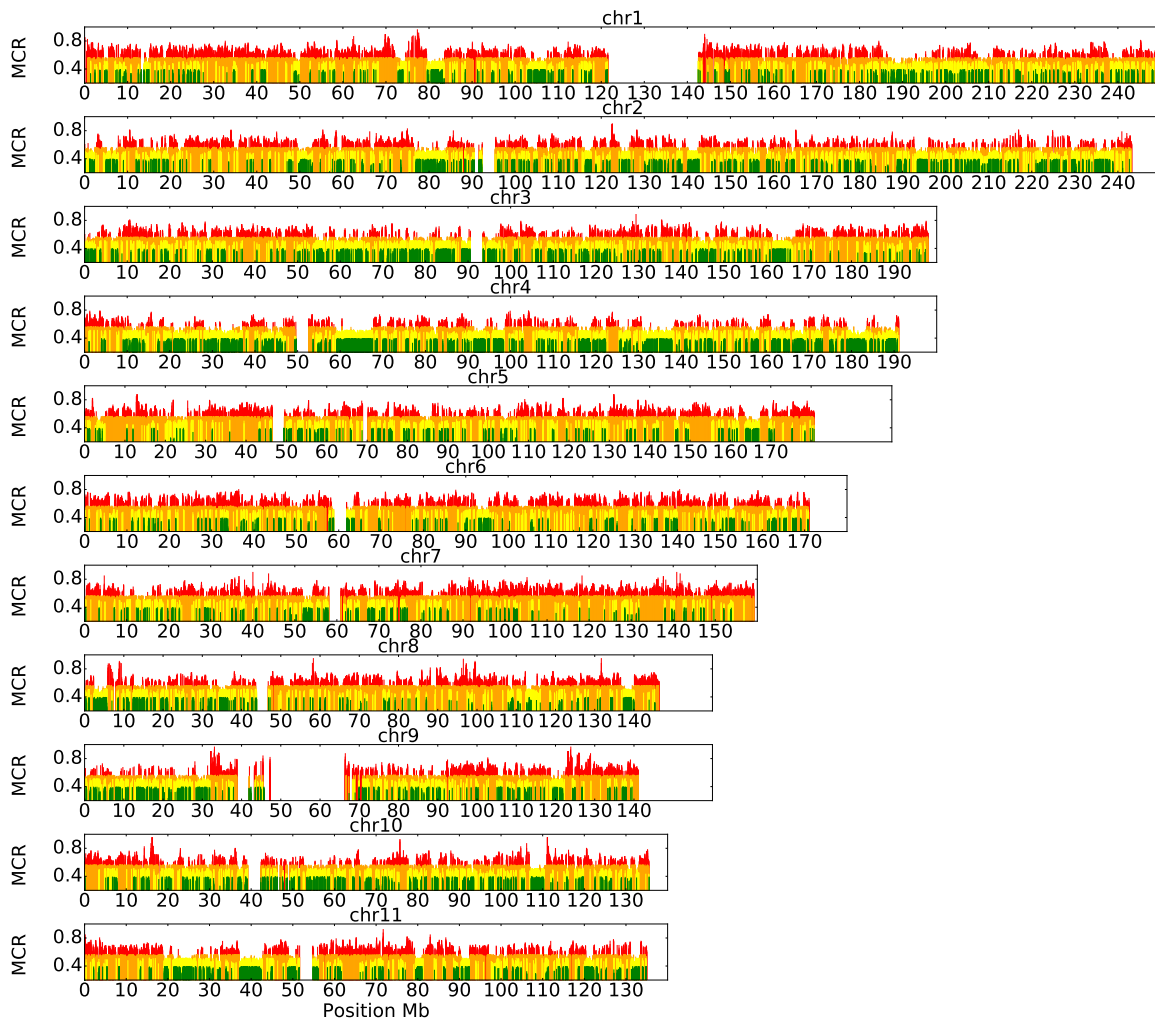 chr1
MCR
0.8
0.4
0 10 20 30 40 50 60 70 80 90 100 110 120 130 140 150 160 170 180 190 200 210 220 230 240
chr2
MCR
0.8
0.4
0 10 20 30 40 50 60 70 80 90 100 110 120 130 140 150 160 170 180 190 200 210 220 230 240
chr3
MCR
0.8
0.4
0 10 20 30 40 50 60 70 80 90 100 110 120 130 140 150 160 170 180 190
chr4
MCR
0.8
0.4
0 10 20 30 40 50 60 70 80 90 100 110 120 130 140 150 160 170 180 190
chr5
MCR
0.8
0.4
0 10 20 30 40 50 60 70 80 90 100 110 120 130 140 150 160 170
chr6
MCR
0.8
0.4
0 10 20 30 40 50 60 70 80 90 100 110 120 130 140 150 160 170
chr7
MCR
0.8
0.4
0 10 20 30 40 50 60 70 80 90 100 110 120 130 140 150
chr8
MCR
0.8
0.4
0 10 20 30 40 50 60 70 80 90 100 110 120 130 140
chr9
MCR
0.8
0.4
0 10 20 30 40 50 60 70 80 90 100 110 120 130 140
chr10
MCR
0.8
0.4
0 10 20 30 40 50 60 70 80 90 100 110 120 130
chr11
MCR
0.8
0.4
0 10 20 30 40 50 60 70 80 90 100 110 120 130
Position Mb